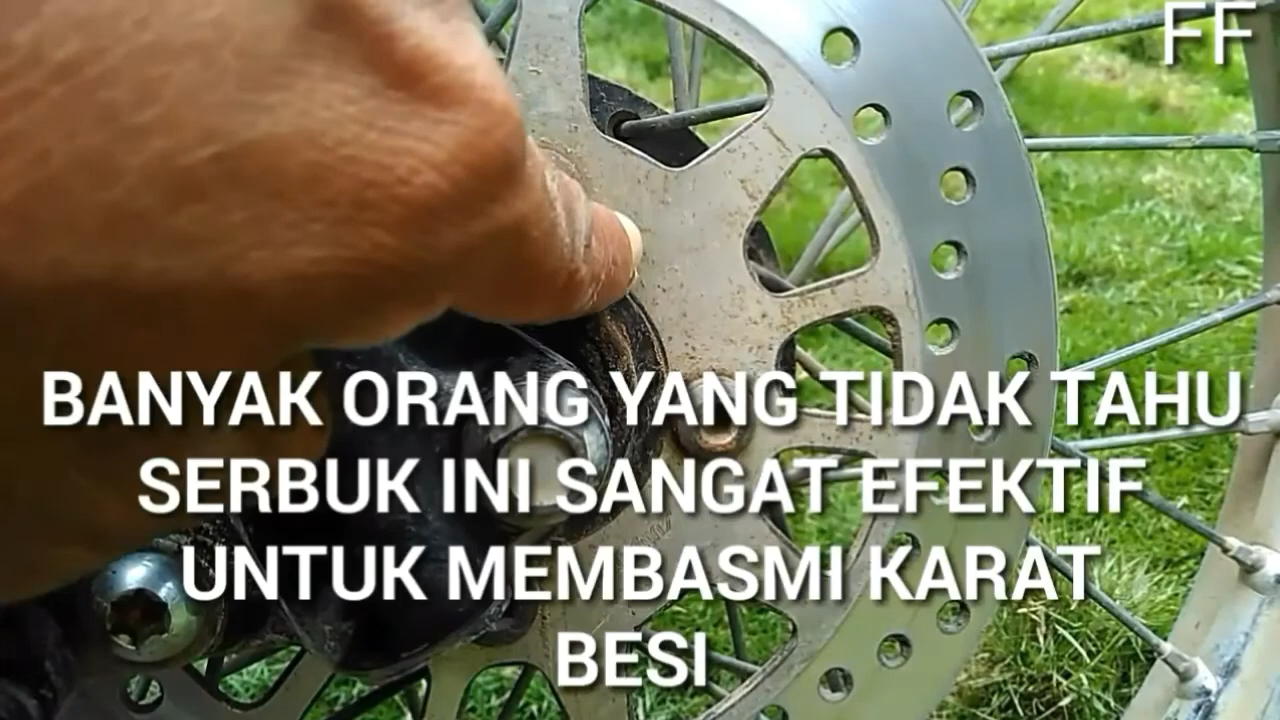 FF
BANYAK ORANG YANG TIDAK TAHU
SERBUK INI SANGAT EFEKTIF
UNTUK MEMBASMI KARAT
BESI